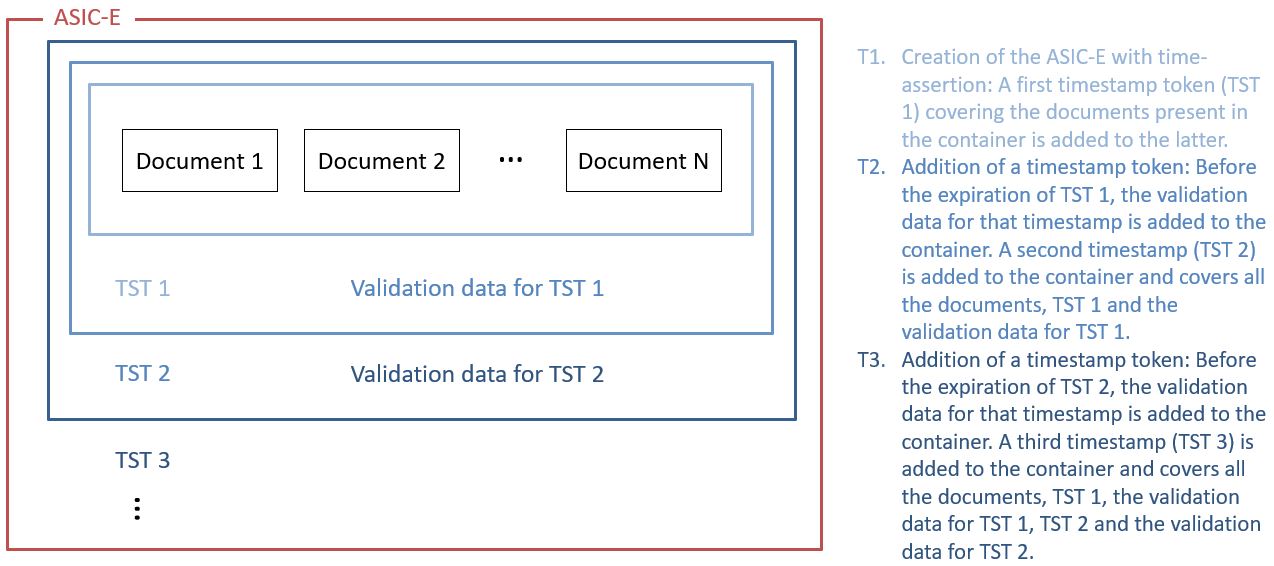 ASIC-E
Document 1
Document 2
...
Document N
TST 1
Validation data for TST 1
TST 2
Validation data for TST 2
TST 3
T1. Creation of the ASIC-E with time-
assertion: A first timestamp token (TST
1) covering the documents present in
the container is added to the latter.
T2. Addition of a timestamp token: Before
the expiration of TST 1, the validation
data for that timestamp is added to the
container. A second timestamp (TST 2)
is added to the container and covers all
the documents, TST 1 and the
validation data for TST 1.
T3. Addition of a timestamp token: Before
the expiration of TST 2, the validation
data for that timestamp is added to the
container. A third timestamp (TST 3) is
added to the container and covers all
the documents, TST 1, the validation
data for TST 1, TST 2 and the validation
data for TST 2.